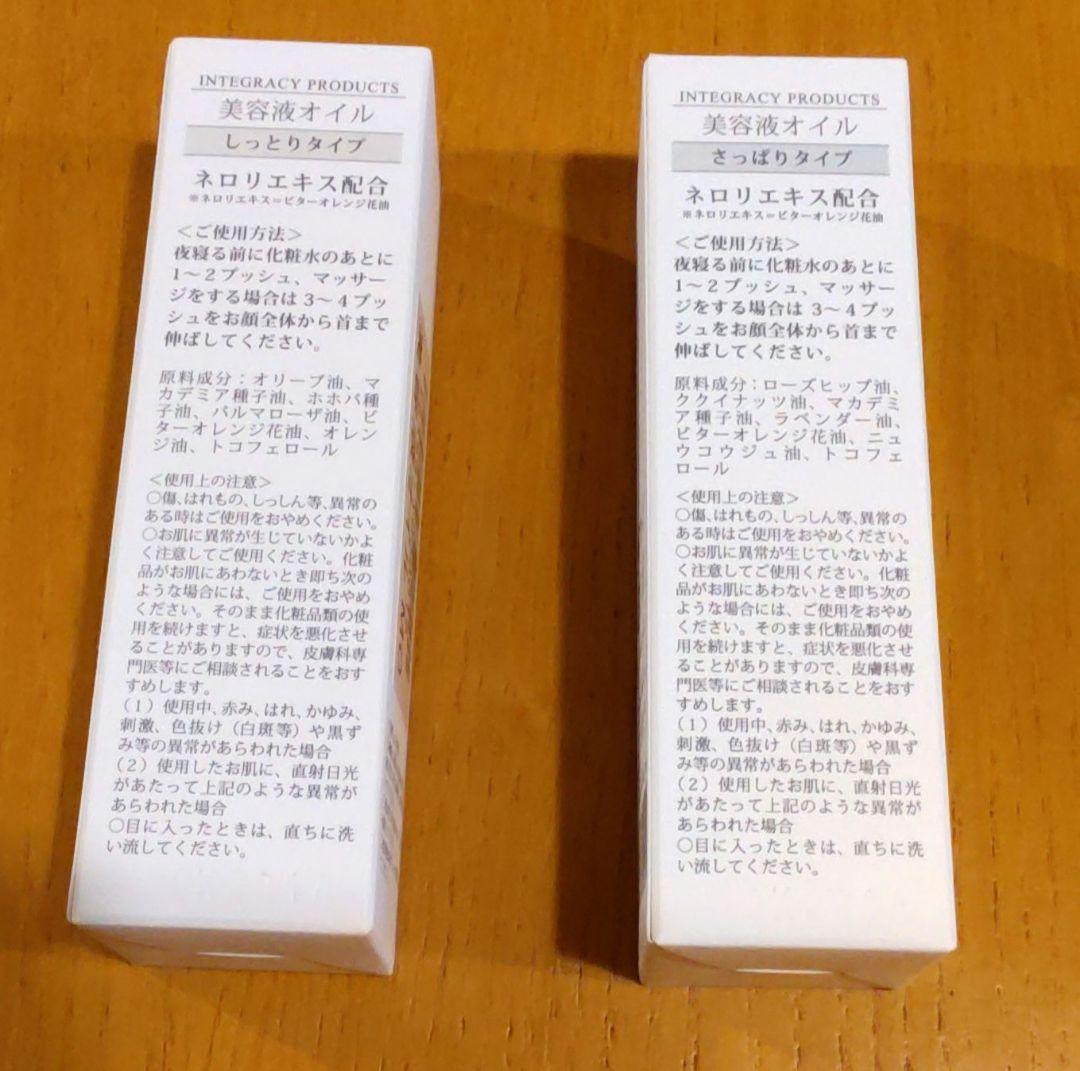 INTEGRACY PRODUCTS
美容液オイル
しっとりタイプ
ネロリエキス配合
※ネロリエキス=ビターオレンジ花油
＜ご使用方法＞
夜寝る前に化粧水のあとに
1～2プッシュ、マッサー
ジをする場合は3～4プッ
シュをお顔全体から首まで
伸ばしてください。
原料成分：オリーブ油、マ
カデミア種子油、ホホバ種
子油、パルマローザ油、ビ
ターオレンジ花油、オレン
ジ油、トコフェロール
＜使用上の注意＞
○傷、はれもの、しっしん等、異常の
ある時はご使用をおやめください。
○お肌に異常が生じていないかよ
く注意してご使用ください。化粧
品がお肌にあわないとき即ち次の
ような場合には、ご使用をおやめ
ください。そのまま化粧品類の使
用を続けますと、症状を悪化させ
ることがありますので、皮膚科専
門医等にご相談されることをおす
すめします。
（1）使用中、赤み、はれ、かゆみ、
刺激、色抜け（白斑等）や黒ず
み等の異常があらわれた場合
（2）使用したお肌に、直射日光
があたって上記のような異常が
あらわれた場合
○目に入ったときは、直ちに洗
い流してください。
INTEGRACY PRODUCTS
美容液オイル
さっぱりタイプ
ネロリエキス配合
※ネロリエキス=ビターオレンジ花油
＜ご使用方法＞
夜寝る前に化粧水のあとに
1～2プッシュ、マッサー
ジをする場合は3～4プッ
シュをお顔全体から首まで
伸ばしてください。
原料成分：ローズヒップ油、
ククイナッツ油、マカデミ
ア種子油、ラベンダー油、
ビターオレンジ花油、ニュ
ウコウジュ油、トコフェ
ロール
＜使用上の注意＞
○傷、はれもの、しっしん等、異常の
ある時はご使用をおやめください。
○お肌に異常が生じていないかよ
く注意してご使用ください。化粧
品がお肌にあわないとき即ち次の
ような場合には、ご使用をおやめ
ください。そのまま化粧品類の使
用を続けますと、症状を悪化させ
ることがありますので、皮膚科専
門医等にご相談されることをおす
すめします。
（1）使用中、赤み、はれ、かゆみ、
刺激、色抜け（白斑等）や黒ず
み等の異常があらわれた場合
（2）使用したお肌に、直射日光
があたって上記のような異常が
あらわれた場合
○目に入ったときは、直ちに洗
い流してください。